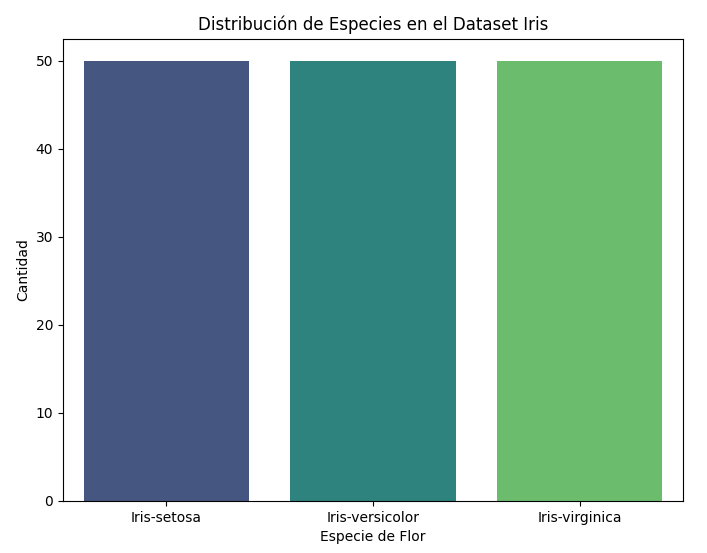 Distribución de Especies en el Dataset Iris
Cantidad
50
40
30
20
10
0
Iris-setosa
Iris-versicolor
Iris-virginica
Especie de Flor